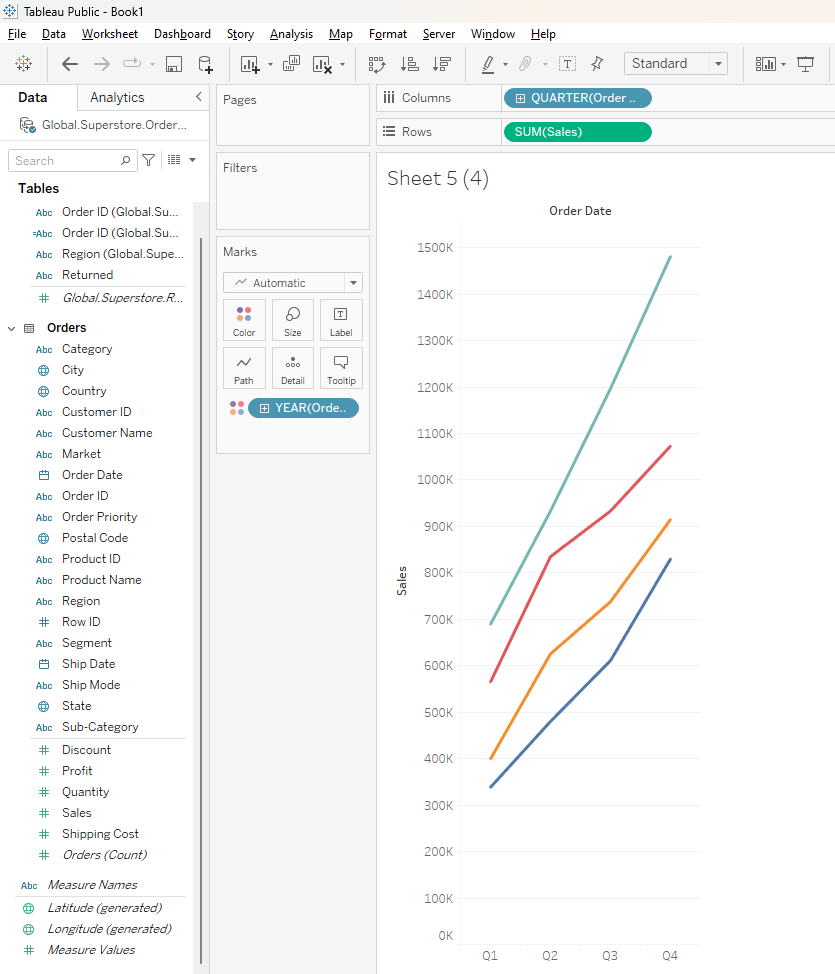 Tableau Public - Book1
File Data Worksheet Dashboard Story Analysis Map Format Server Window Help
Standard
Data Analytics
Global.Superstore.Order...
Search
Tables
Abc Order ID (Global.Su...
=Abc Order ID (Global.Su...
Abc Region (Global.Supe...
Abc Returned
# Global.Superstore.R...
Orders
Abc Category
City
Country
Abc Customer ID
Abc Customer Name
Abc Market
Order Date
Abc Order ID
Abc Order Priority
Postal Code
Abc Product ID
Abc Product Name
Abc Region
# Row ID
Abc Segment
Ship Date
Abc Ship Mode
State
Abc Sub-Category
# Discount
# Profit
# Quantity
# Sales
# Shipping Cost
# Orders (Count)
Abc Measure Names
Latitude (generated)
Longitude (generated)
# Measure Values
Pages
Filters
Marks
Automatic
Color Size Label
Path Detail Tooltip
YEAR(Orde..
Columns QUARTER(Order ..
Rows SUM(Sales)
Sheet 5 (4)
Order Date
1500K
1400K
1300K
1200K
1100K
1000K
900K
800K
700K
600K
500K
400K
300K
200K
100K
0K
Sales
Q1 Q2 Q3 Q4